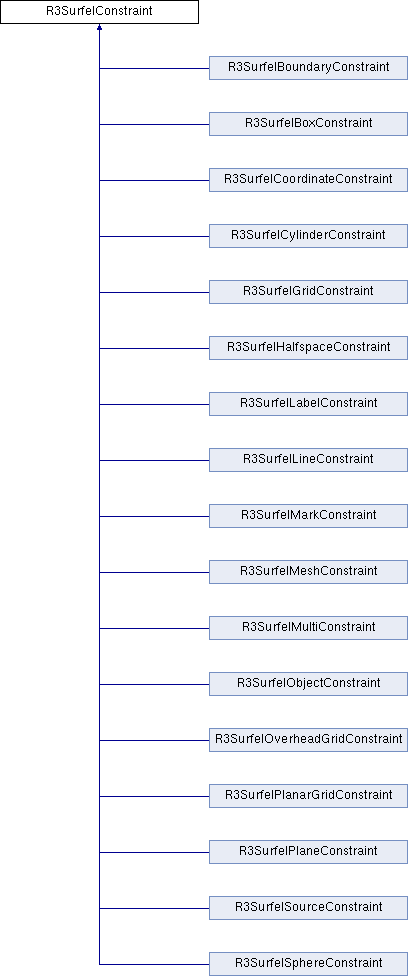 R3SurfelConstraint
R3SurfelBoundaryConstraint
R3SurfelBoxConstraint
R3SurfelCoordinateConstraint
R3SurfelCylinderConstraint
R3SurfelGridConstraint
R3SurfelHalfspaceConstraint
R3SurfelLabelConstraint
R3SurfelLineConstraint
R3SurfelMarkConstraint
R3SurfelMeshConstraint
R3SurfelMultiConstraint
R3SurfelObjectConstraint
R3SurfelOverheadGridConstraint
R3SurfelPlanarGridConstraint
R3SurfelPlaneConstraint
R3SurfelSourceConstraint
R3SurfelSphereConstraint